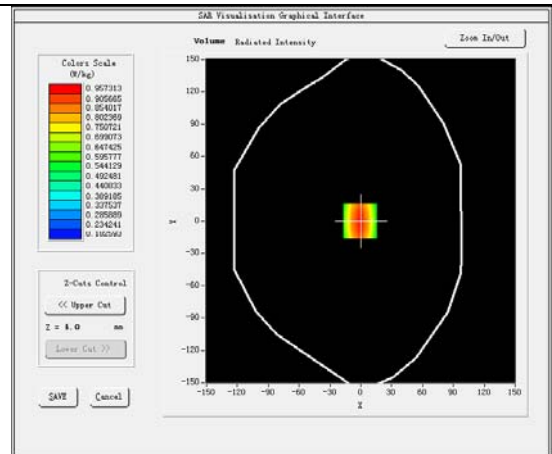 SAR Visualisation Graphical Interface
Volume Radiated Intensity
Zoom In/Out
Colors Scale
(W/kg)
0.957313
0.905665
0.854017
0.802369
0.750721
0.699073
0.647425
0.595777
0.544129
0.492481
0.440833
0.389185
0.337537
0.285889
0.234241
Z-Cuts Control
<< Upper Cut
Z = 4.0 mm
Lower Cut >>
SAVE
Cancel
150
120
90
60
30
0
-30
-60
-90
-120
-150
Y
-150 -120 -90 -60 -30 0 30 60 90 120 150
X